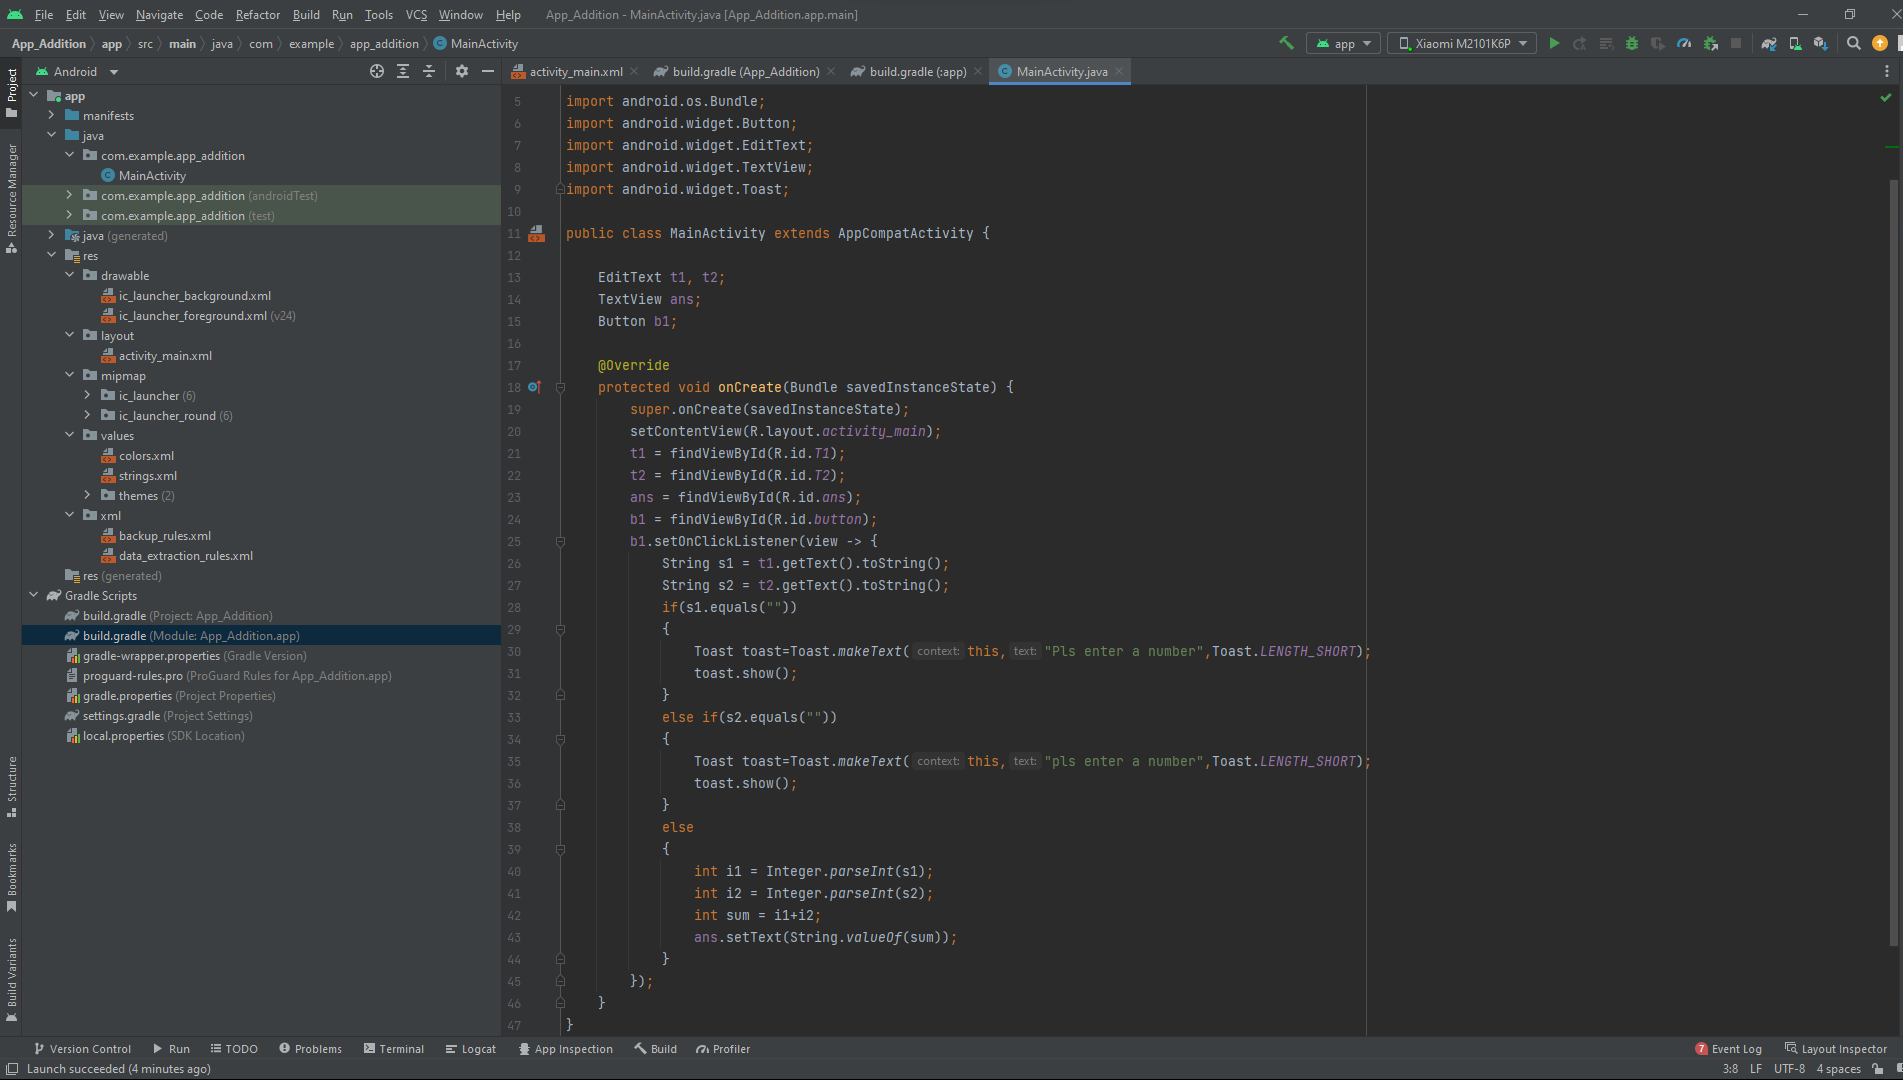 File Edit View Navigate Code Refactor Build Run Tools VCS Window Help App_Addition - MainActivity.java [App_Addition.app.main]
App_Addition app src main java com example app_addition MainActivity app Xiaomi M2101K6P
Project
Resource Manager
Structure
Bookmarks
Build Variants
Android
app
manifests
java
com.example.app_addition
MainActivity
com.example.app_addition (androidTest)
com.example.app_addition (test)
java (generated)
res
drawable
ic_launcher_background.xml
ic_launcher_foreground.xml (v24)
layout
activity_main.xml
mipmap
ic_launcher (6)
ic_launcher_round (6)
values
colors.xml
strings.xml
themes (2)
xml
backup_rules.xml
data_extraction_rules.xml
res (generated)
Gradle Scripts
build.gradle (Project: App_Addition)
build.gradle (Module: App_Addition.app)
gradle-wrapper.properties (Gradle Version)
proguard-rules.pro (ProGuard Rules for App_Addition.app)
gradle.properties (Project Properties)
settings.gradle (Project Settings)
local.properties (SDK Location)
activity_main.xml build.gradle (App_Addition) build.gradle (:app) MainActivity.java
5 import android.os.Bundle;
6 import android.widget.Button;
7 import android.widget.EditText;
8 import android.widget.TextView;
9 import android.widget.Toast;
10
11 public class MainActivity extends AppCompatActivity {
12
13 EditText t1, t2;
14 TextView ans;
15 Button b1;
16
17 @Override
18 protected void onCreate(Bundle savedInstanceState) {
19 super.onCreate(savedInstanceState);
20 setContentView(R.layout.activity_main);
21 t1 = findViewById(R.id.T1);
22 t2 = findViewById(R.id.T2);
23 ans = findViewById(R.id.ans);
24 b1 = findViewById(R.id.button);
25 b1.setOnClickListener(view -> {
26 String s1 = t1.getText().toString();
27 String s2 = t2.getText().toString();
28 if(s1.equals(""))
29 {
30 Toast toast=Toast.makeText( context: this, text: "Pls enter a number",Toast.LENGTH_SHORT);
31 toast.show();
32 }
33 else if(s2.equals(""))
34 {
35 Toast toast=Toast.makeText( context: this, text: "pls enter a number",Toast.LENGTH_SHORT);
36 toast.show();
37 }
38 else
39 {
40 int i1 = Integer.parseInt(s1);
41 int i2 = Integer.parseInt(s2);
42 int sum = i1+i2;
43 ans.setText(String.valueOf(sum));
44 }
45 });
46 }
47 }
Version Control Run TODO Problems Terminal Logcat App Inspection Build Profiler 7 Event Log Layout Inspector
Launch succeeded (4 minutes ago) 3:8 LF UTF-8 4 spaces